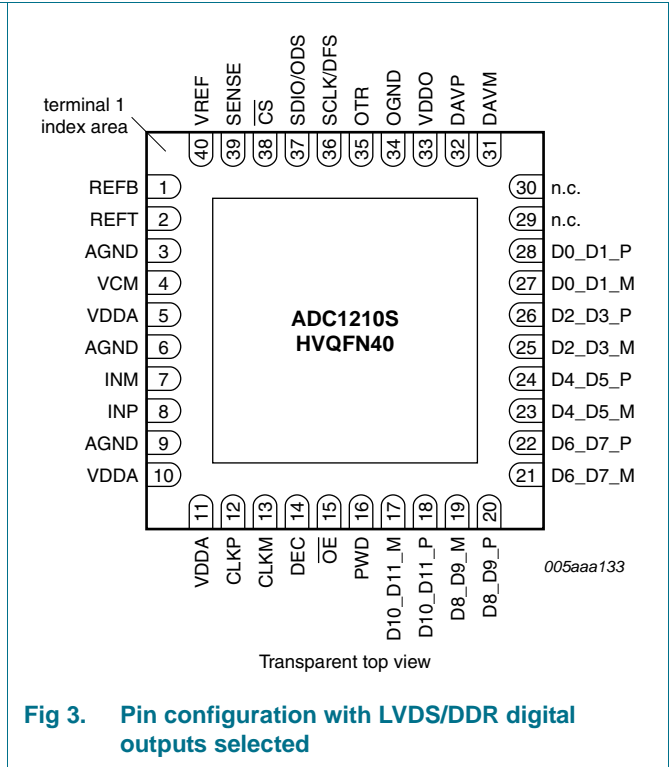 terminal 1
index area
40 VREF
39 SENSE
38 CS
37 SDIO/ODS
36 SCLK/DFS
35 OTR
34 OGND
33 VDDO
32 DAVP
31 DAVM
REFB 1
REFT 2
AGND 3
VCM 4
VDDA 5
AGND 6
INM 7
INP 8
AGND 9
VDDA 10
ADC1210S
HVQFN40
30 n.c.
29 n.c.
28 D0_D1_P
27 D0_D1_M
26 D2_D3_P
25 D2_D3_M
24 D4_D5_P
23 D4_D5_M
22 D6_D7_P
21 D6_D7_M
VDDA 11
CLKP 12
CLKM 13
DEC 14
OE 15
PWD 16
D10_D11_M 17
D10_D11_P 18
D8_D9_M 19
D8_D9_P 20
005aaa133
Transparent top view
Fig 3. Pin configuration with LVDS/DDR digital
outputs selected